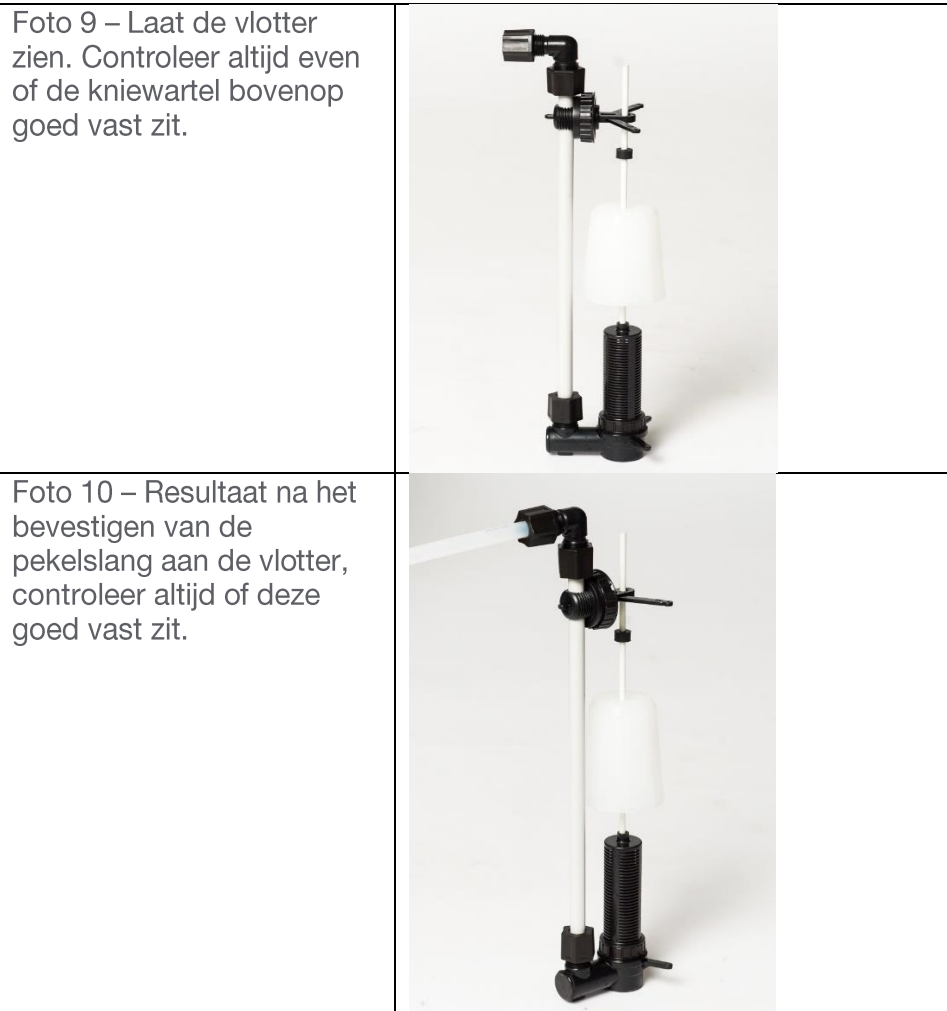 Foto 9 – Laat de vlotter
zien. Controleer altijd even
of de kniewartel bovenop
goed vast zit.
Foto 10 – Resultaat na het
bevestigen van de
pekelslang aan de vlotter,
controleer altijd of deze
goed vast zit.